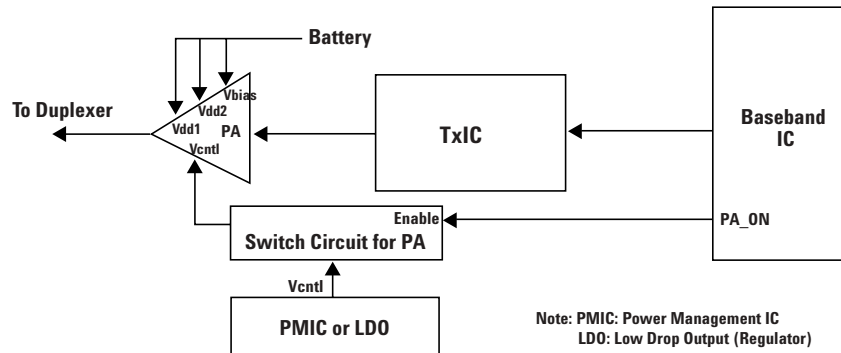 Battery
To Duplexer
Vbias
Vdd2
Vdd1
PA
Vcntl
TxIC
Baseband
IC
Enable
PA_ON
Switch Circuit for PA
Vcntl
PMIC or LDO
Note: PMIC: Power Management IC
LDO: Low Drop Output (Regulator)